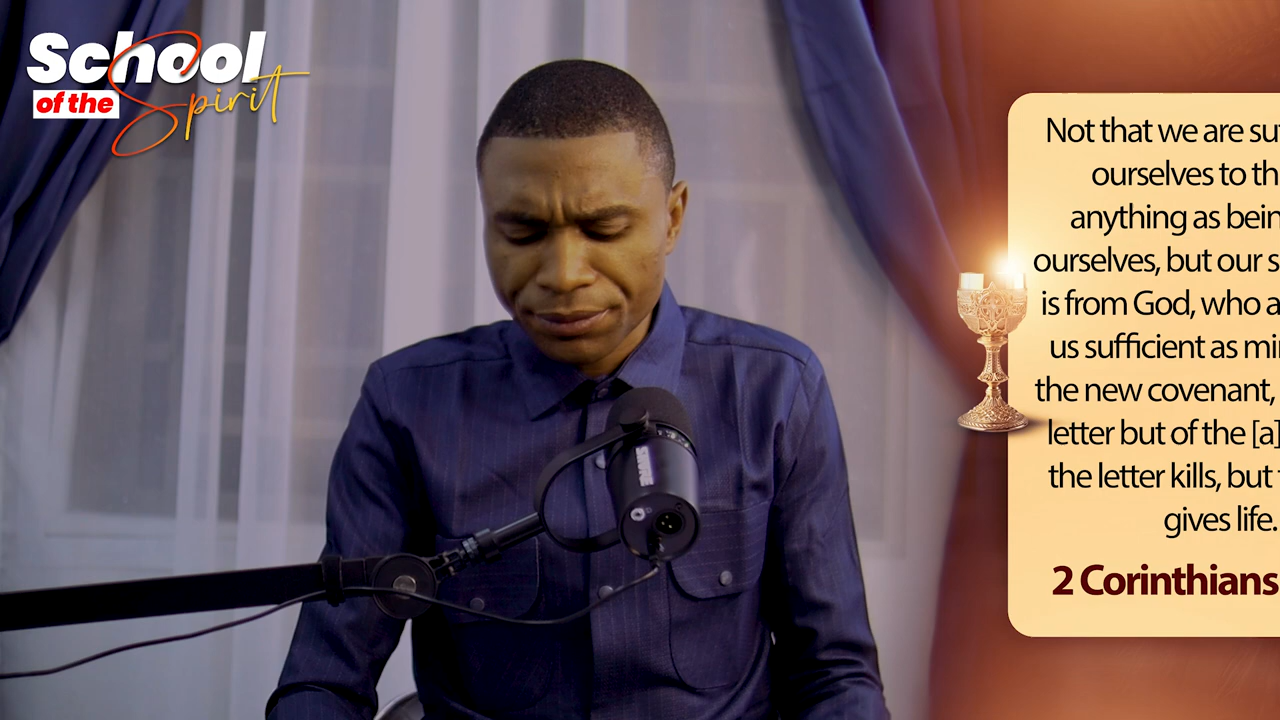 School
of the Spirit
Not that we are su
ourselves to th
anything as bein
ourselves, but our s
is from God, who a
us sufficient as mi
the new covenant,
letter but of the [a]
the letter kills, but
gives life.
2 Corinthians
SHURE